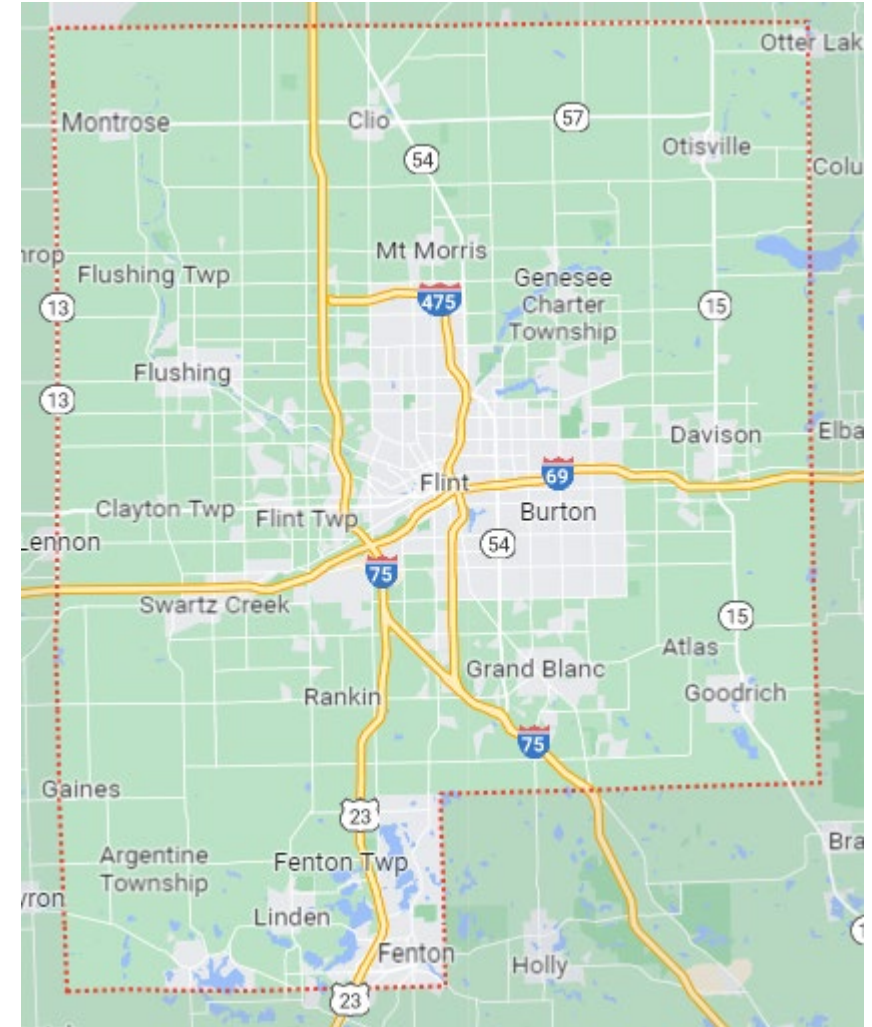 Otter Lak
Montrose
Clio
57
54
Otisville
Colu
hrop
Mt Morris
Flushing Twp
Genesee
Charter
Township
475
13
15
Flushing
13
Davison
Elba
Flint
69
Clayton Twp
Flint Twp
Burton
Lennon
54
75
Swartz Creek
15
Atlas
Grand Blanc
Rankin
Goodrich
75
Gaines
23
Bra
Argentine
Township
Fenton Twp
yron
Linden
Fenton
Holly
23